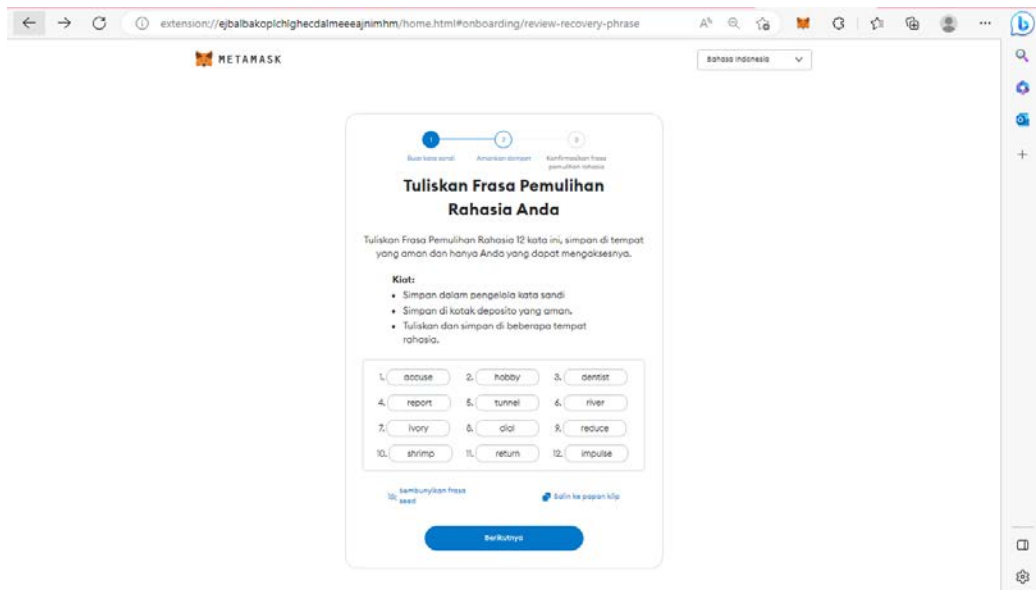 extension://ejbalbakoplchlghecdalmeeeajnimhm/home.html#onboarding/review-recovery-phrase
METAMASK
Bahasa Indonesia
1 2 3
Buat kata sandi Amankan dompet Konfirmasikan frasa
pemulihan rahasia
Tuliskan Frasa Pemulihan
Rahasia Anda
Tuliskan Frasa Pemulihan Rahasia 12 kata ini, simpan di tempat
yang aman dan hanya Anda yang dapat mengaksesnya.
Kiat:
• Simpan dalam pengelola kata sandi
• Simpan di kotak deposito yang aman.
• Tuliskan dan simpan di beberapa tempat
rahasia.
1. accuse 2. hobby 3. dentist
4. report 5. tunnel 6. river
7. ivory 8. dial 9. reduce
10. shrimp 11. return 12. impulse
Sembunyikan frasa
seed
Salin ke papan klip
Berikutnya